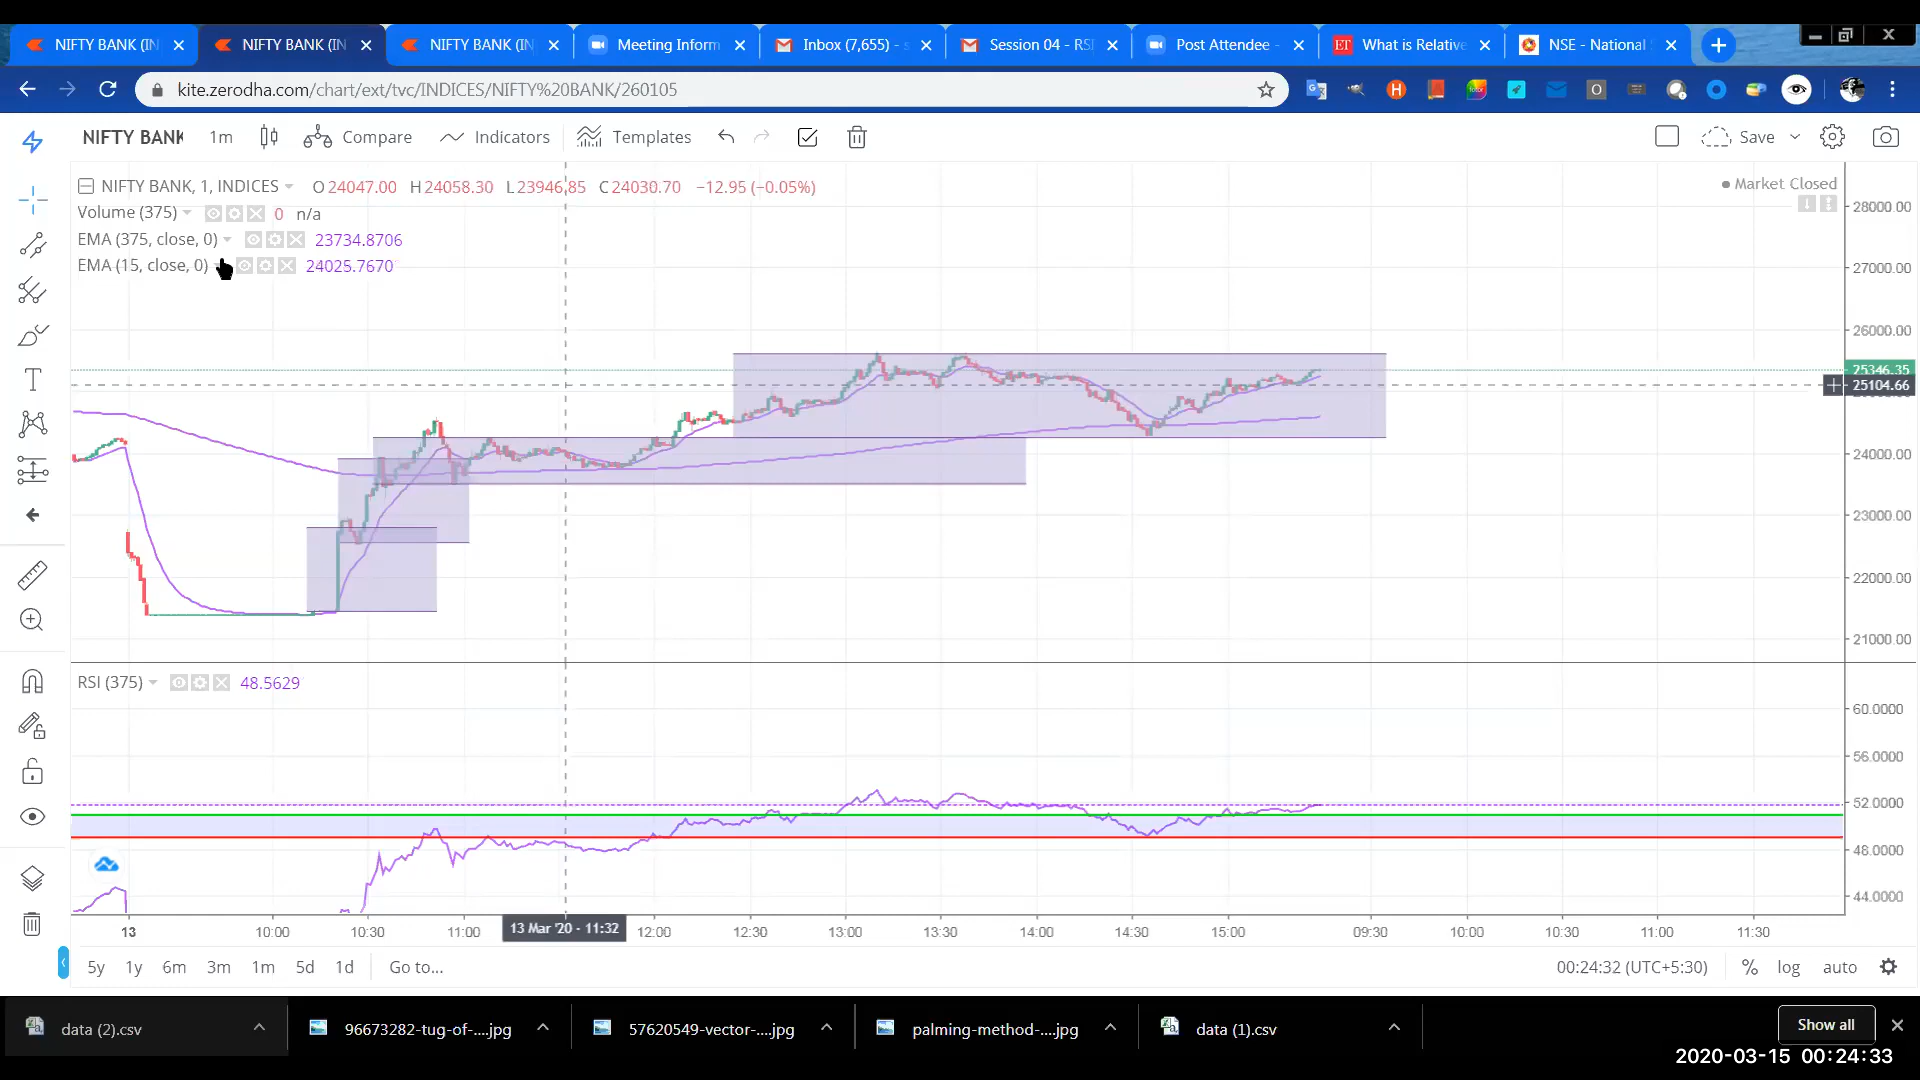 NIFTY BANK (IN
NIFTY BANK (IN
NIFTY BANK (IN
Meeting Inform
Inbox (7,655) - s
Session 04 - RSI
Post Attendee -
What is Relative
NSE - National
kite.zerodha.com/chart/ext/tvc/INDICES/NIFTY%20BANK/260105
NIFTY BANK 1m Compare Indicators Templates Save
NIFTY BANK, 1, INDICES O24047.00 H24058.30 L23946.85 C24030.70 −12.95 (−0.05%)
Market Closed
Volume (375) 0 n/a
EMA (375, close, 0) 23734.8706
EMA (15, close, 0) 24025.7670
28000.00
27000.00
26000.00
25346.35
25104.66
24000.00
23000.00
22000.00
21000.00
RSI (375) 48.5629
60.0000
56.0000
52.0000
48.0000
44.0000
13 10:00 10:30 11:00 13 Mar '20 - 11:32 12:00 12:30 13:00 13:30 14:00 14:30 15:00 09:30 10:00 10:30 11:00 11:30
5y 1y 6m 3m 1m 5d 1d Go to... 00:24:32 (UTC+5:30) % log auto
data (2).csv 96673282-tug-of-....jpg 57620549-vector-....jpg palming-method-....jpg data (1).csv Show all
2020-03-15 00:24:33